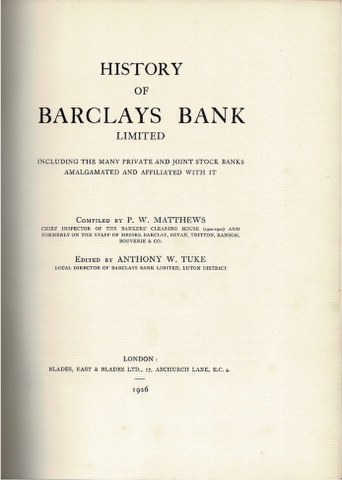 HISTORY
OF
BARCLAYS BANK
LIMITED
INCLUDING THE MANY PRIVATE AND JOINT STOCK BANKS
AMALGAMATED AND AFFILIATED WITH IT
COMPILED BY P. W. MATTHEWS
CHIEF INSPECTOR OF THE BANKERS' CLEARING HOUSE AND
FORMERLY ON THE STAFF OF MESSRS. BARCLAY, BEVAN, TRITTON, RANSOM,
BOUVERIE & CO.
EDITED BY ANTHONY W. TUKE
LOCAL DIRECTOR OF BARCLAYS BANK LIMITED, LUTON DISTRICT
LONDON:
BLADES, EAST & BLADES LTD., 17, ABCHURCH LANE, E.C. 4.
1926